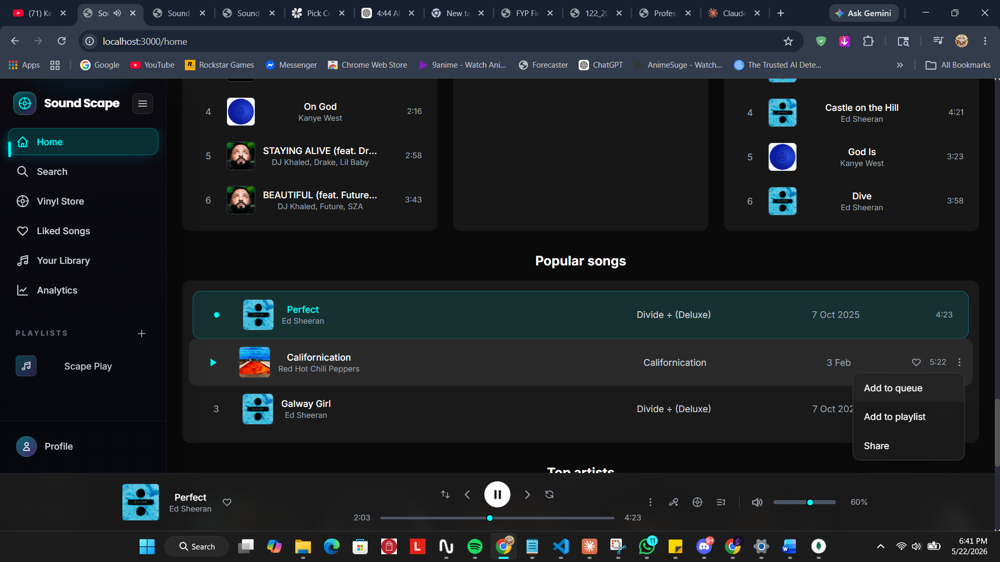 (71) Ke
Sou
Sound
Sound
Pick Co
4:44 AI
New ta
FYP Fir
122_20
Profes
Claude
Ask Gemini
localhost:3000/home
Apps
Google
YouTube
Rockstar Games
Messenger
Chrome Web Store
9anime - Watch Ani...
Forecaster
ChatGPT
AnimeSuge - Watch...
The Trusted AI Dete...
All Bookmarks
Sound Scape
Home
Search
Vinyl Store
Liked Songs
Your Library
Analytics
PLAYLISTS
Scape Play
Profile
4
On God
Kanye West
2:16
5
STAYING ALIVE (feat. Dr...
DJ Khaled, Drake, Lil Baby
2:58
6
BEAUTIFUL (feat. Future...
DJ Khaled, Future, SZA
3:43
4
Castle on the Hill
Ed Sheeran
4:21
5
God Is
Kanye West
3:23
6
Dive
Ed Sheeran
3:58
Popular songs
Perfect
Ed Sheeran
Divide ÷ (Deluxe)
7 Oct 2025
4:23
Californication
Red Hot Chili Peppers
Californication
3 Feb
5:22
3
Galway Girl
Ed Sheeran
Divide ÷ (Deluxe)
7 Oct 202
Add to queue
Add to playlist
Share
Top artists
Perfect
Ed Sheeran
2:03
4:23
60%
Search
11
9+
6:41 PM
5/22/2026